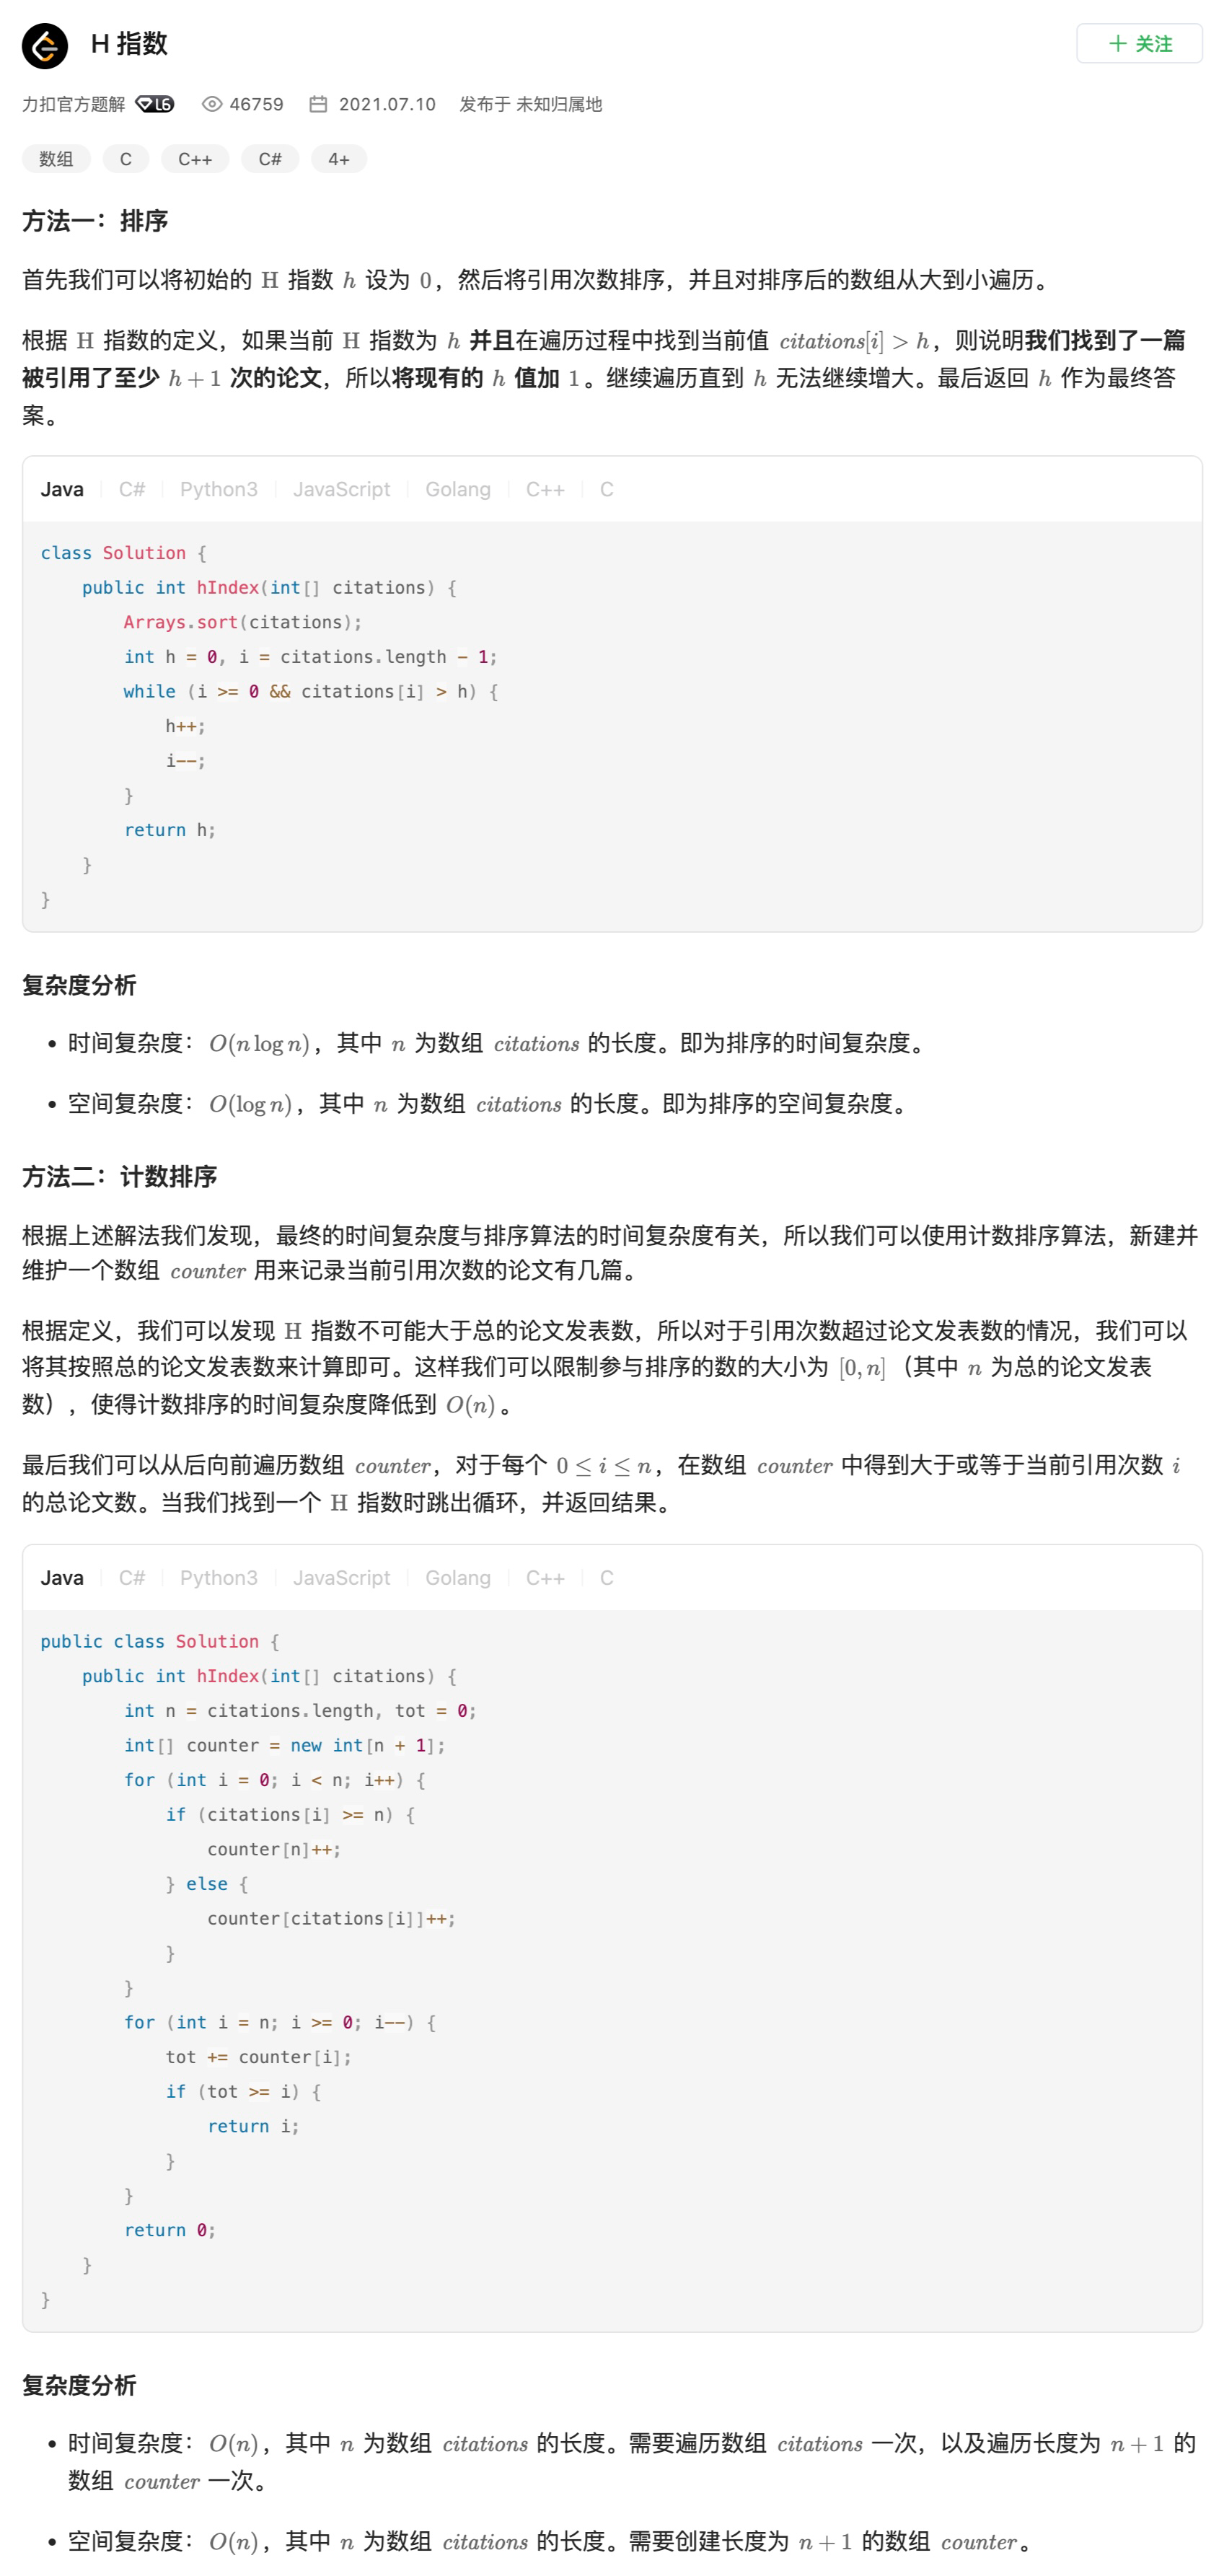 H 指数
＋ 关注
力扣官方题解 L6 46759 2021.07.10 发布于 未知归属地
数组 C C++ C# 4+
方法一：排序
首先我们可以将初始的 H 指数 h 设为 0，然后将引用次数排序，并且对排序后的数组从大到小遍历。
根据 H 指数的定义，如果当前 H 指数为 h 并且在遍历过程中找到当前值 citations[i] > h，则说明我们找到了一篇
被引用了至少 h + 1 次的论文，所以将现有的 h 值加 1。继续遍历直到 h 无法继续增大。最后返回 h 作为最终答
案。
Java C# Python3 JavaScript Golang C++ C
class Solution {
    public int hIndex(int[] citations) {
        Arrays.sort(citations);
        int h = 0, i = citations.length - 1;
        while (i >= 0 && citations[i] > h) {
            h++;
            i--;
        }
        return h;
    }
}
复杂度分析
• 时间复杂度：O(n log n)，其中 n 为数组 citations 的长度。即为排序的时间复杂度。
• 空间复杂度：O(log n)，其中 n 为数组 citations 的长度。即为排序的空间复杂度。
方法二：计数排序
根据上述解法我们发现，最终的时间复杂度与排序算法的时间复杂度有关，所以我们可以使用计数排序算法，新建并
维护一个数组 counter 用来记录当前引用次数的论文有几篇。
根据定义，我们可以发现 H 指数不可能大于总的论文发表数，所以对于引用次数超过论文发表数的情况，我们可以
将其按照总的论文发表数来计算即可。这样我们可以限制参与排序的数的大小为 [0, n]（其中 n 为总的论文发表
数），使得计数排序的时间复杂度降低到 O(n)。
最后我们可以从后向前遍历数组 counter，对于每个 0 ≤ i ≤ n，在数组 counter 中得到大于或等于当前引用次数 i
的总论文数。当我们找到一个 H 指数时跳出循环，并返回结果。
Java C# Python3 JavaScript Golang C++ C
public class Solution {
    public int hIndex(int[] citations) {
        int n = citations.length, tot = 0;
        int[] counter = new int[n + 1];
        for (int i = 0; i < n; i++) {
            if (citations[i] >= n) {
                counter[n]++;
            } else {
                counter[citations[i]]++;
            }
        }
        for (int i = n; i >= 0; i--) {
            tot += counter[i];
            if (tot >= i) {
                return i;
            }
        }
        return 0;
    }
}
复杂度分析
• 时间复杂度：O(n)，其中 n 为数组 citations 的长度。需要遍历数组 citations 一次，以及遍历长度为 n + 1 的
数组 counter 一次。
• 空间复杂度：O(n)，其中 n 为数组 citations 的长度。需要创建长度为 n + 1 的数组 counter。